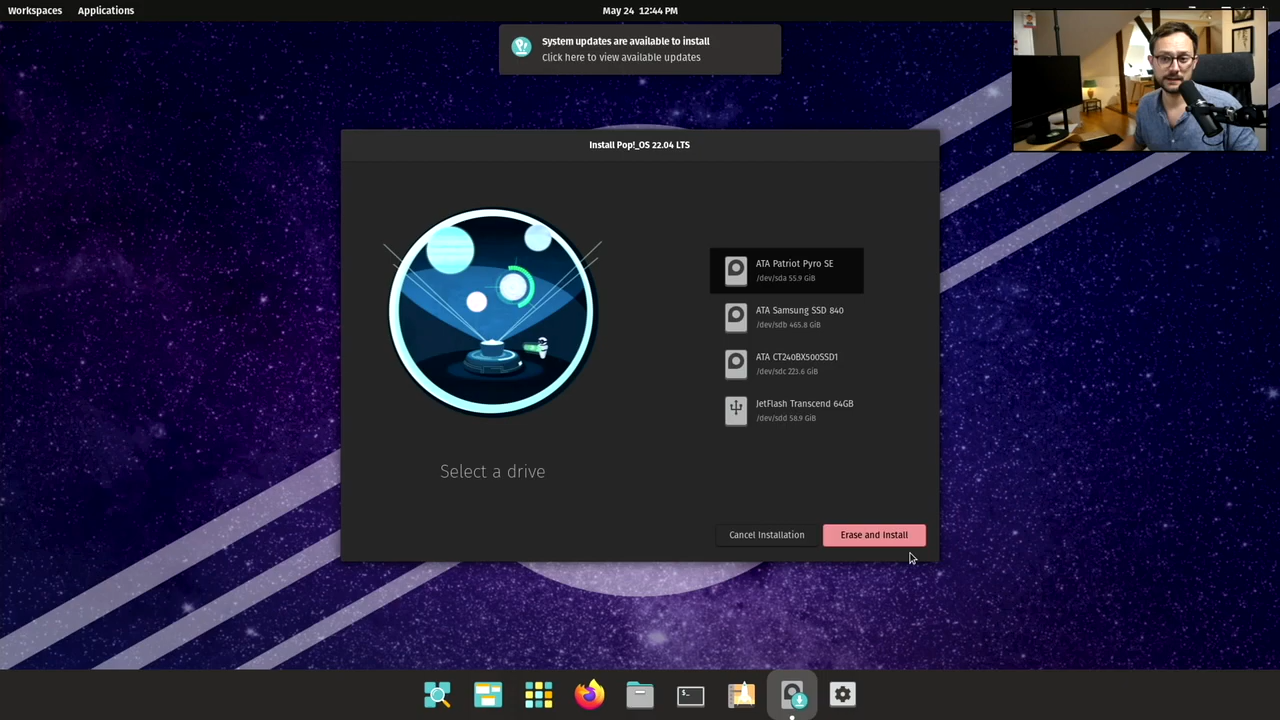 Workspaces Applications May 24 12:44 PM
System updates are available to install
Click here to view available updates
Install Pop!_OS 22.04 LTS
ATA Patriot Pyro SE
/dev/sda 55.9 GiB
ATA Samsung SSD 840
/dev/sdb 465.8 GiB
ATA CT240BX500SSD1
/dev/sdc 223.6 GiB
JetFlash Transcend 64GB
/dev/sdd 58.9 GiB
Select a drive
Cancel Installation Erase and Install